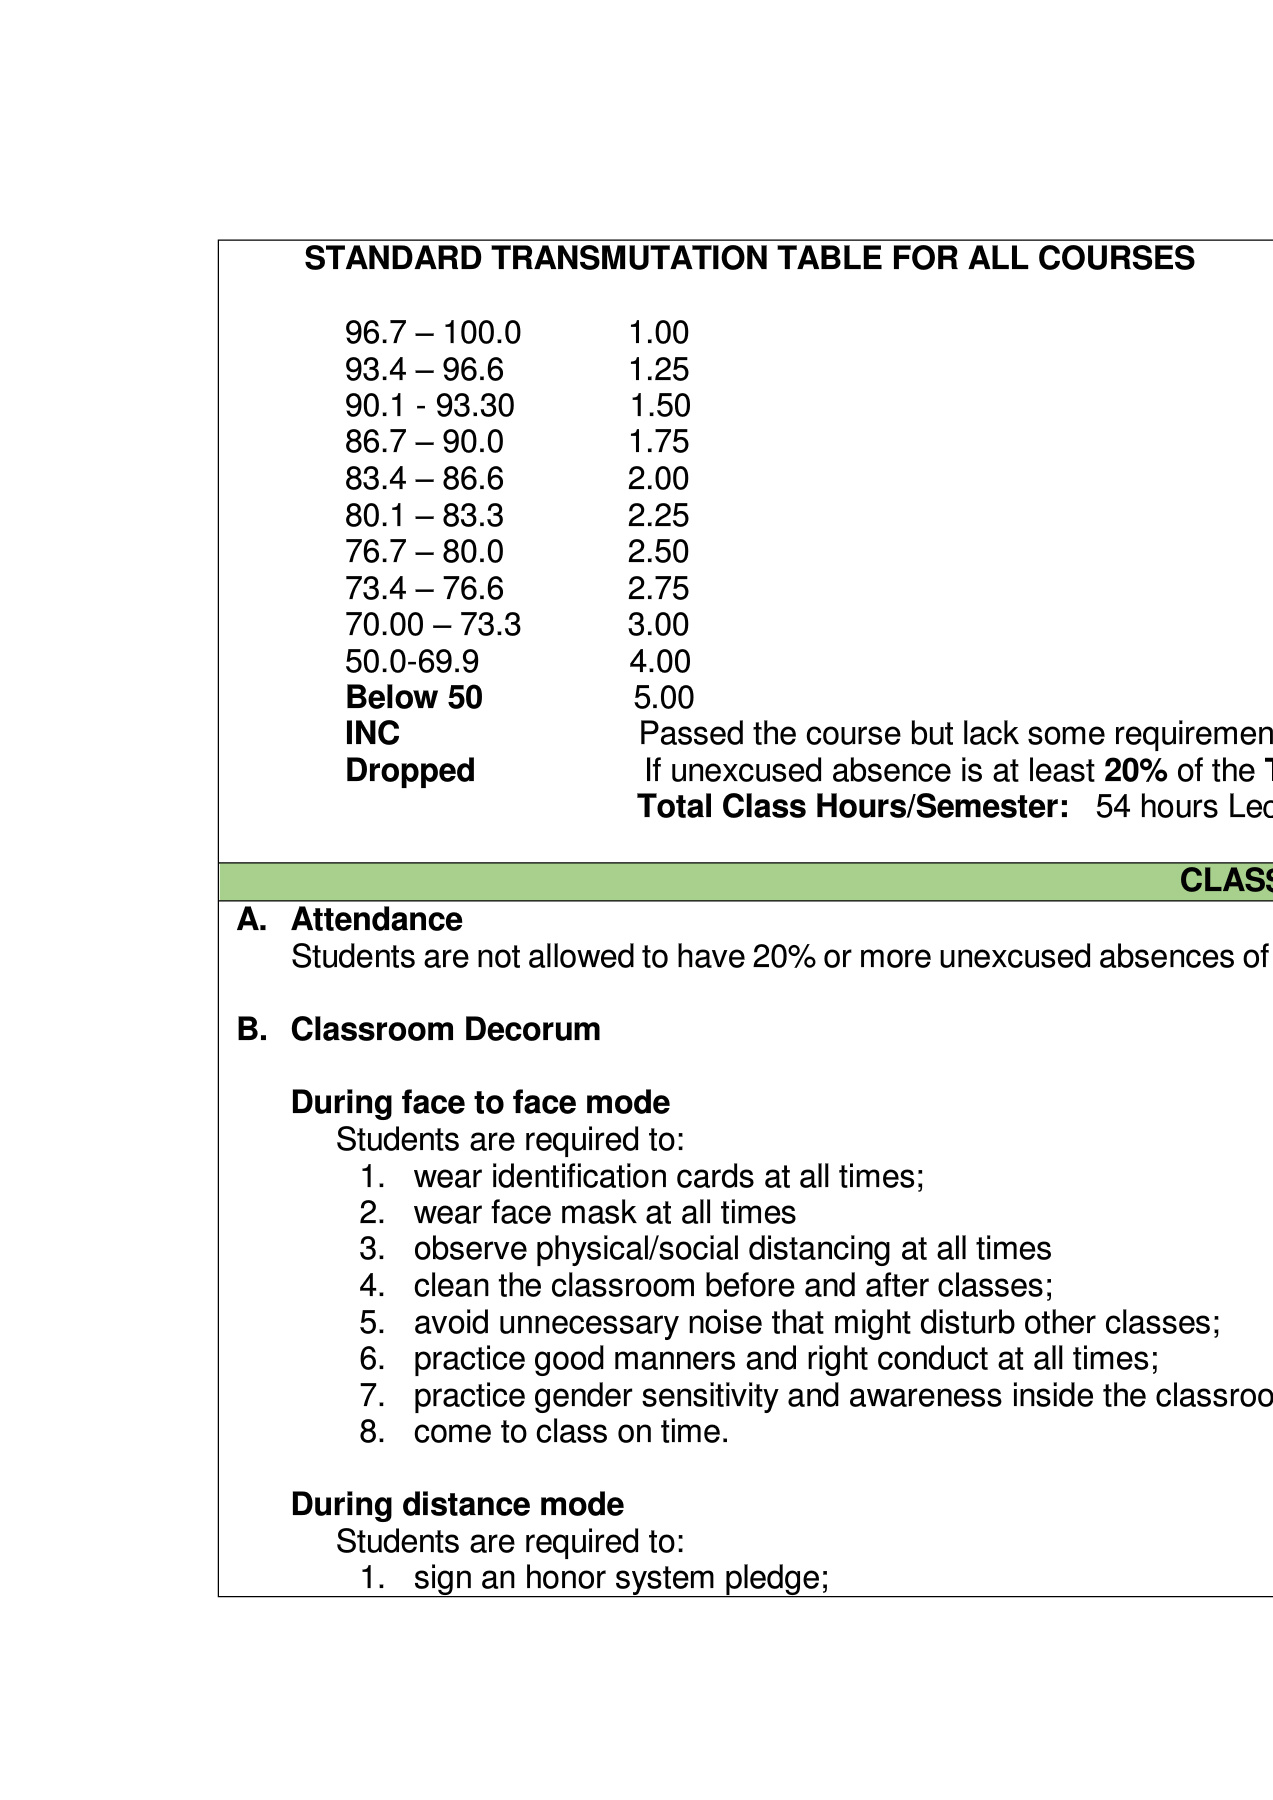 STANDARD TRANSMUTATION TABLE FOR ALL COURSES
96.7 – 100.0 1.00
93.4 – 96.6 1.25
90.1 - 93.30 1.50
86.7 – 90.0 1.75
83.4 – 86.6 2.00
80.1 – 83.3 2.25
76.7 – 80.0 2.50
73.4 – 76.6 2.75
70.00 – 73.3 3.00
50.0-69.9 4.00
Below 50 5.00
INC Passed the course but lack some
Dropped If unexcused absence is at least 20% of the
Total Class Hours/Semester: 54 hours
A. Attendance
Students are not allowed to have 20% or more unexcused absences of
B. Classroom Decorum
During face to face mode
Students are required to:
1. wear identification cards at all times;
2. wear face mask at all times
3. observe physical/social distancing at all times
4. clean the classroom before and after classes;
5. avoid unnecessary noise that might disturb other classes;
6. practice good manners and right conduct at all times;
7. practice gender sensitivity and awareness inside the
8. come to class on time.
During distance mode
Students are required to:
1. sign an honor system pledge;